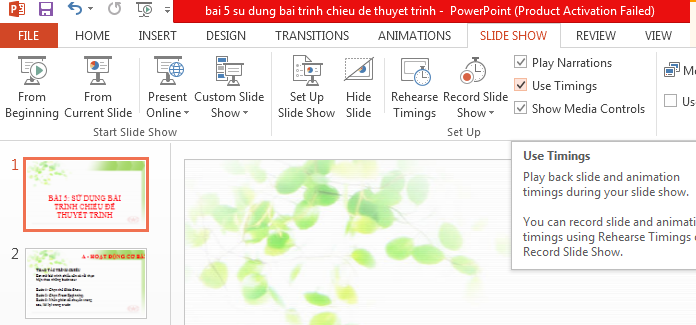 bai 5 su dung bai trinh chieu de thuyet trinh - PowerPoint (Product Activation Failed)
FILE HOME INSERT DESIGN TRANSITIONS ANIMATIONS SLIDE SHOW REVIEW VIEW
From Beginning
From Current Slide
Present Online
Custom Slide Show
Set Up Slide Show
Hide Slide
Rehearse Timings
Record Slide Show
Play Narrations
Use Timings
Show Media Controls
Start Slide Show
Set Up
Use Timings
Play back slide and animation
timings during your slide show.
You can record slide and animati
timings using Rehearse Timings
Record Slide Show.
1
BÀI 5: SỬ DỤNG BÀI
TRÌNH CHIẾU ĐỂ
THUYẾT TRÌNH
2